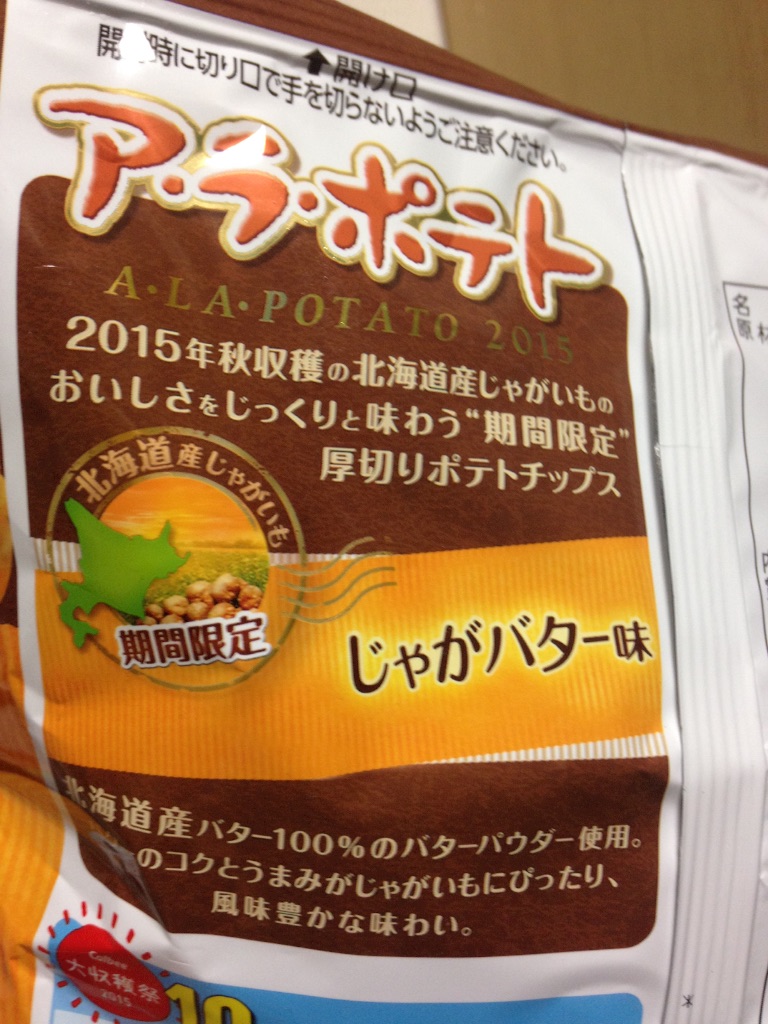 ↑開け口
開封時に切り口で手を切らないようご注意ください。
ア・ラ・ポテト
A・LA・POTATO 2015
2015年秋収穫の北海道産じゃがいもの
おいしさをじっくりと味わう“期間限定”
厚切りポテトチップス
北海道産じゃがいも
期間限定
じゃがバター味
北海道産バター100%のバターパウダー使用。
のコクとうまみがじゃがいもにぴったり、
風味豊かな味わい。
Calbee
大収穫祭
2015
10
名
原材